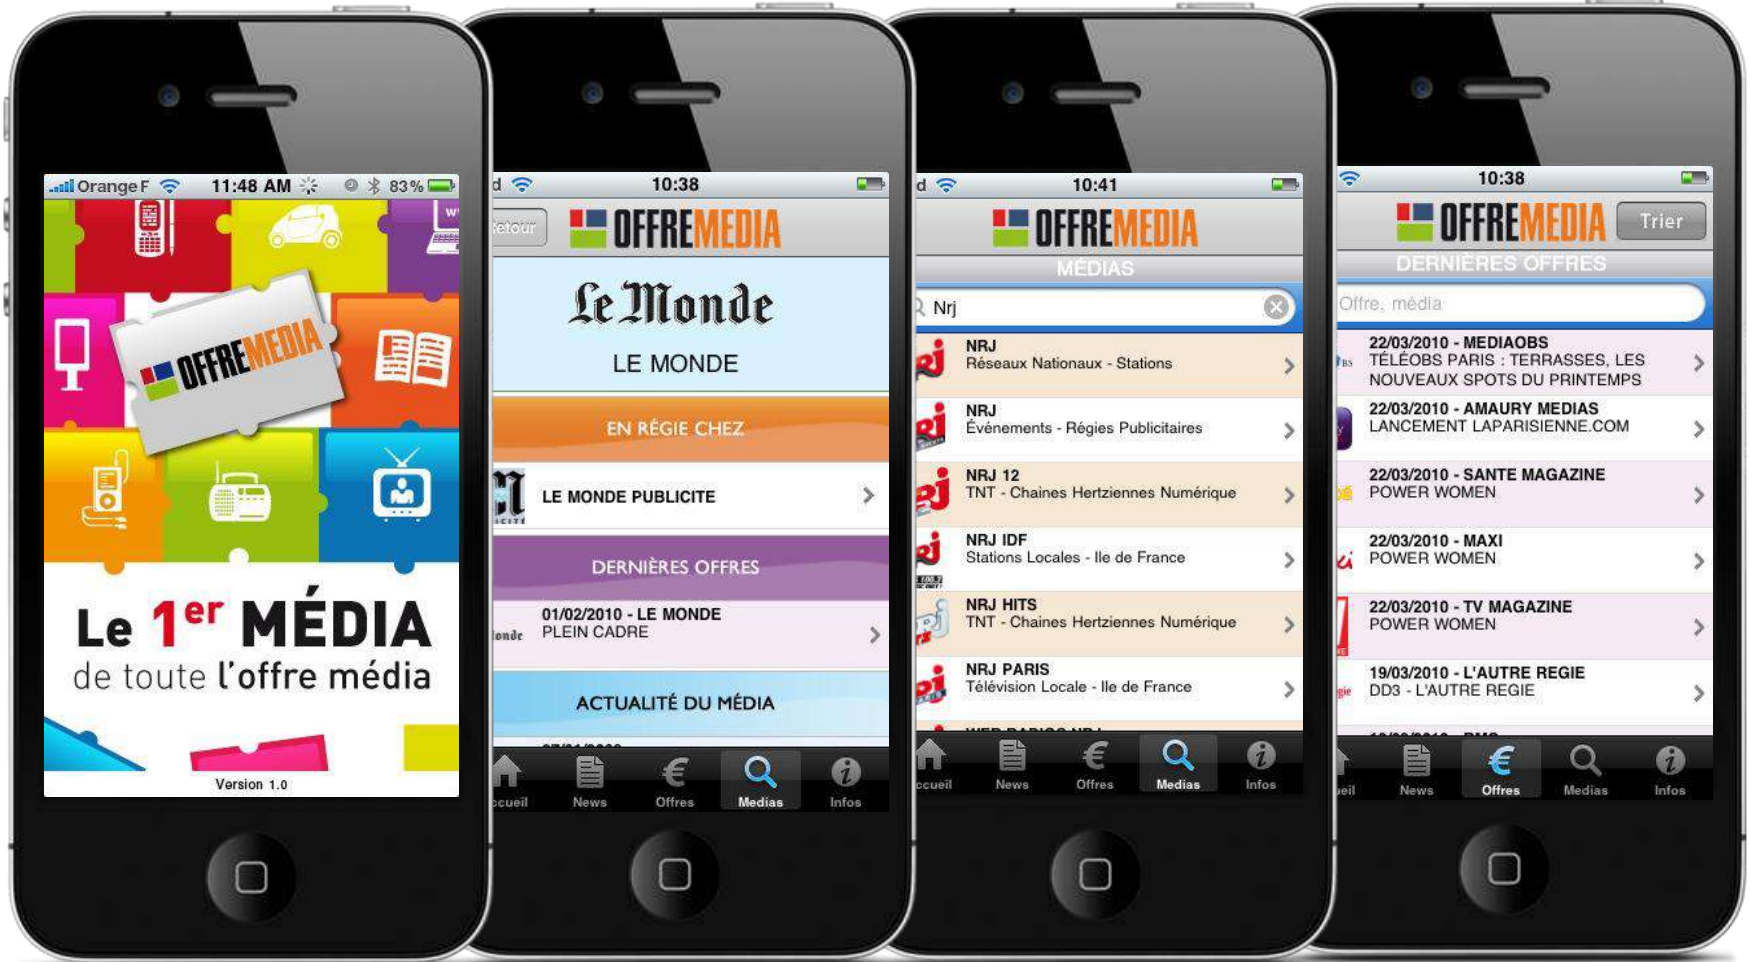 Orange F 11:48 AM 83%
OFFREMEDIA
Le 1er MÉDIA
de toute l'offre média
Version 1.0
10:38
Retour
OFFREMEDIA
Le Monde
LE MONDE
EN RÉGIE CHEZ
LE MONDE PUBLICITE
DERNIÈRES OFFRES
01/02/2010 - LE MONDE
PLEIN CADRE
ACTUALITÉ DU MÉDIA
News
Offres
Medias
Infos
10:41
OFFREMEDIA
MÉDIAS
Nrj
NRJ
Réseaux Nationaux - Stations
NRJ
Événements - Régies Publicitaires
NRJ 12
TNT - Chaines Hertziennes Numérique
NRJ IDF
Stations Locales - Ile de France
NRJ HITS
TNT - Chaines Hertziennes Numérique
NRJ PARIS
Télévision Locale - Ile de France
WEB RADIOS NRJ
News
Offres
Medias
Infos
10:38
OFFREMEDIA
Trier
DERNIÈRES OFFRES
Offre, média
22/03/2010 - MEDIAOBS
TÉLÉOBS PARIS : TERRASSES, LES
NOUVEAUX SPOTS DU PRINTEMPS
22/03/2010 - AMAURY MEDIAS
LANCEMENT LAPARISIENNE.COM
22/03/2010 - SANTE MAGAZINE
POWER WOMEN
22/03/2010 - MAXI
POWER WOMEN
22/03/2010 - TV MAGAZINE
POWER WOMEN
19/03/2010 - L'AUTRE REGIE
DD3 - L'AUTRE REGIE
News
Offres
Medias
Infos